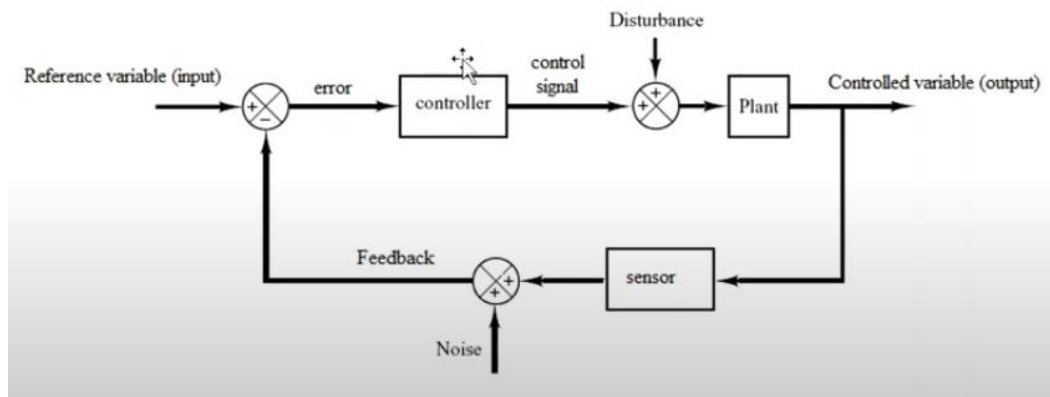 Disturbance
Reference variable (input)
error
controller
control
signal
Plant
Controlled variable (output)
+
−
+
+
Feedback
sensor
+
+
Noise